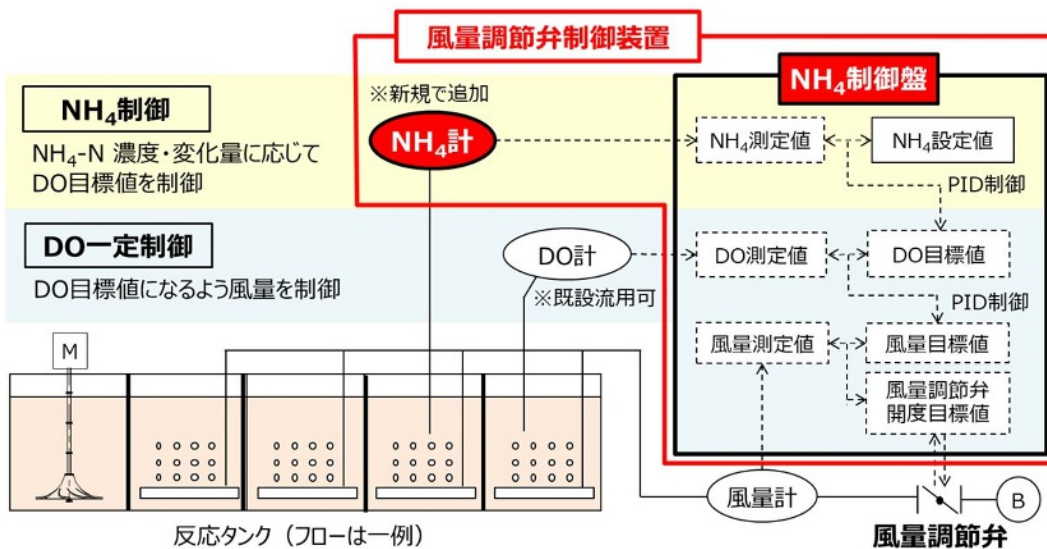 風量調節弁制御装置
NH₄制御盤
NH₄制御
NH₄-N 濃度・変化量に応じて
DO目標値を制御
※新規で追加
NH₄計
NH₄測定値
NH₄設定値
PID制御
DO一定制御
DO目標値になるよう風量を制御
DO計
※既設流用可
DO測定値
DO目標値
PID制御
風量測定値
風量目標値
風量調節弁
開度目標値
M
風量計
B
風量調節弁
反応タンク（フローは一例）